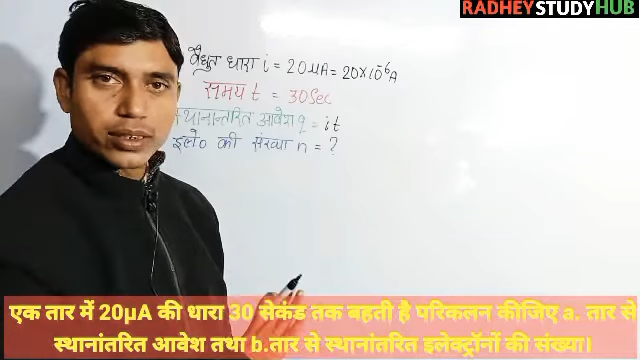 RADHEYSTUDYHUB
वैद्युत धारा i = 20μA = 20×10⁻⁶A
समय t = 30Sec
स्थानान्तरित आवेश q = it
इले० की संख्या n = ?
एक तार में 20μA की धारा 30 सेकंड तक बहती है परिकलन कीजिए a. तार से
स्थानांतरित आवेश तथा b.तार से स्थानांतरित इलेक्ट्रॉनों की संख्या।